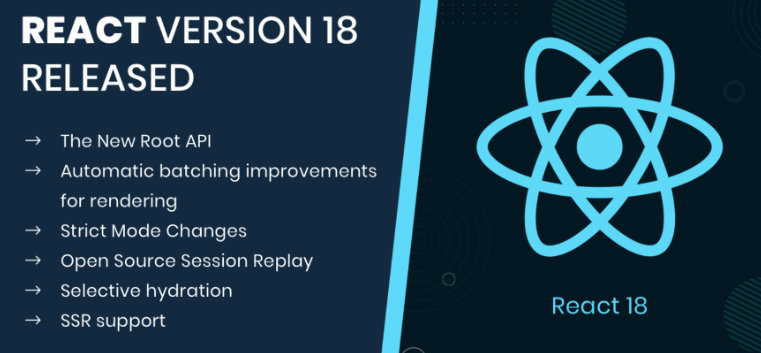 REACT VERSION 18
RELEASED
→ The New Root API
→ Automatic batching improvements
for rendering
→ Strict Mode Changes
→ Open Source Session Replay
→ Selective hydration
→ SSR support
React 18